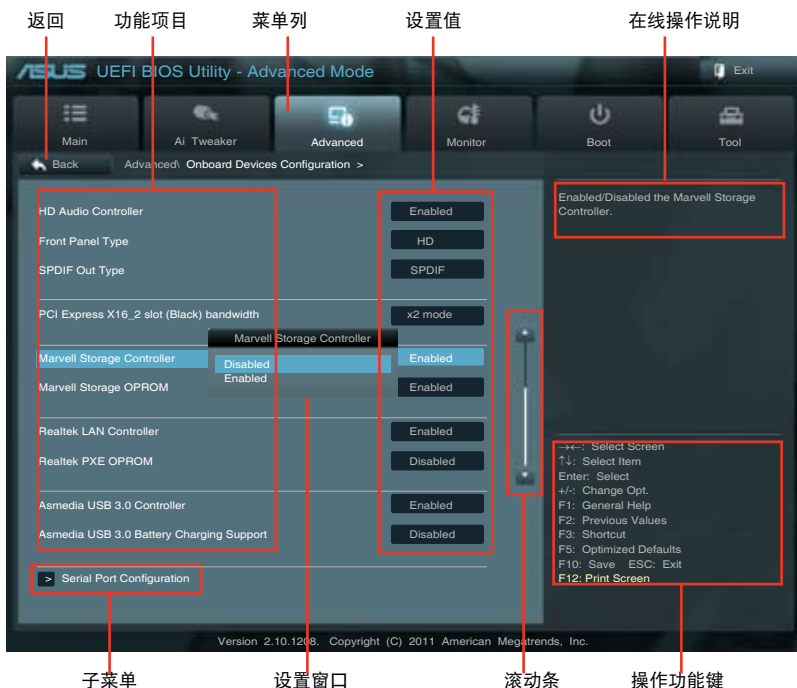 返回 功能项目 菜单列 设置值 在线操作说明
ASUS UEFI BIOS Utility - Advanced Mode Exit
Main Ai Tweaker Advanced Monitor Boot Tool
Back Advanced\ Onboard Devices Configuration >
HD Audio Controller Enabled
Front Panel Type HD
SPDIF Out Type SPDIF
PCI Express X16_2 slot (Black) bandwidth x2 mode
Marvell Storage Controller
Marvell Storage Controller Enabled
Disabled
Enabled
Marvell Storage OPROM Enabled
Realtek LAN Controller Enabled
Realtek PXE OPROM Disabled
Asmedia USB 3.0 Controller Enabled
Asmedia USB 3.0 Battery Charging Support Disabled
> Serial Port Configuration
Enabled/Disabled the Marvell Storage
Controller.
→←: Select Screen
↑↓: Select Item
Enter: Select
+/-: Change Opt.
F1: General Help
F2: Previous Values
F3: Shortcut
F5: Optimized Defaults
F10: Save ESC: Exit
F12: Print Screen
Version 2.10.1208. Copyright (C) 2011 American Megatrends, Inc.
子菜单 设置窗口 滚动条 操作功能键